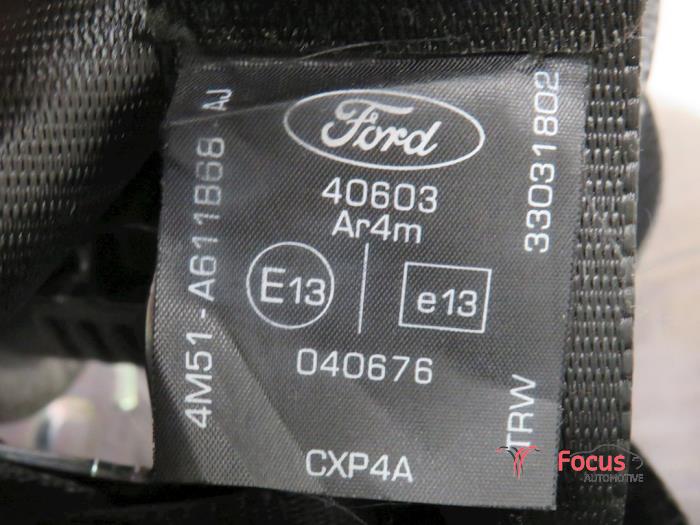 Ford
40603
Ar4m
E13
e13
040676
CXP4A
4M51-A611B68-AJ
33031802
TRW
Focus
AUTOMOTIVE